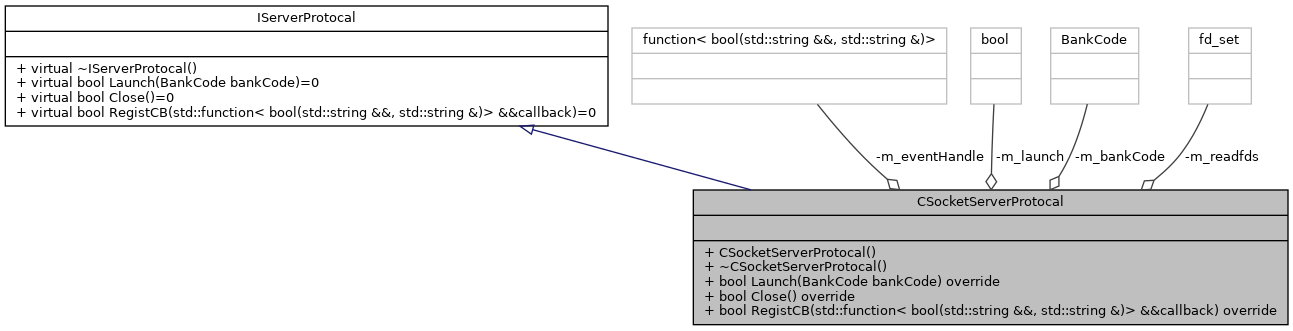 IServerProtocal
+ virtual ~IServerProtocal()
+ virtual bool Launch(BankCode bankCode)=0
+ virtual bool Close()=0
+ virtual bool RegistCB(std::function< bool(std::string &&, std::string &)> &&callback)=0
function< bool(std::string &&, std::string &)>
bool
BankCode
fd_set
-m_eventHandle
-m_launch
-m_bankCode
-m_readfds
CSocketServerProtocal
+ CSocketServerProtocal()
+ ~CSocketServerProtocal()
+ bool Launch(BankCode bankCode) override
+ bool Close() override
+ bool RegistCB(std::function< bool(std::string &&, std::string &)> &&callback) override